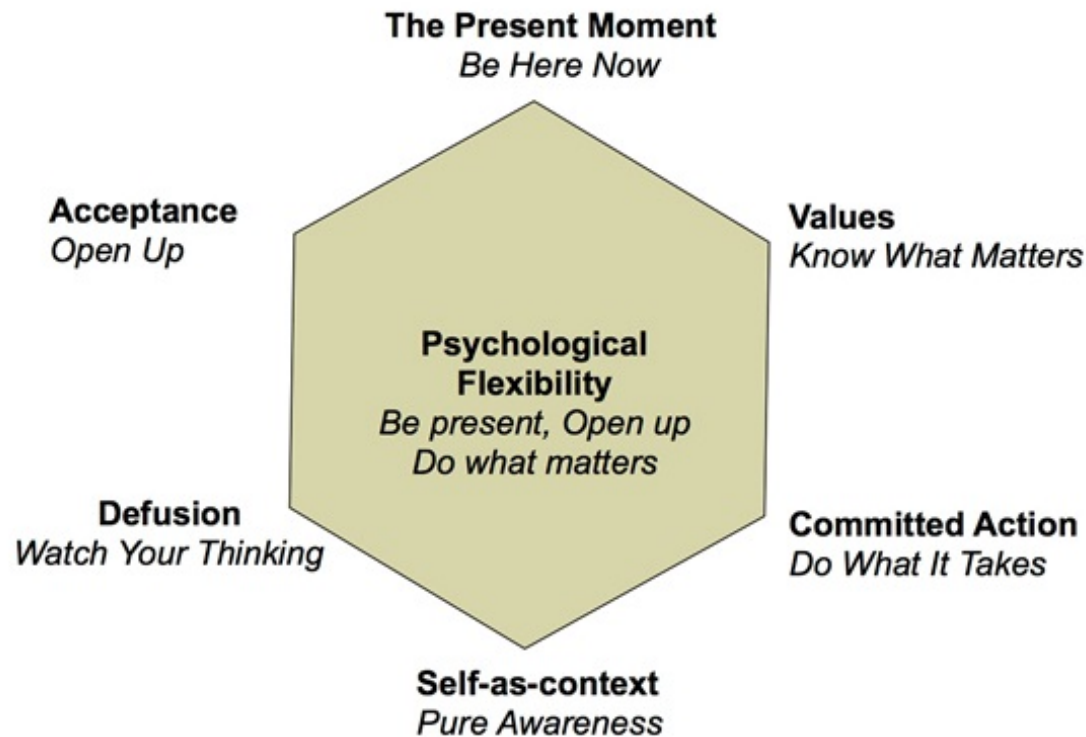 The Present Moment
Be Here Now
Acceptance
Open Up
Values
Know What Matters
Psychological
Flexibility
Be present, Open up
Do what matters
Defusion
Watch Your Thinking
Committed Action
Do What It Takes
Self-as-context
Pure Awareness